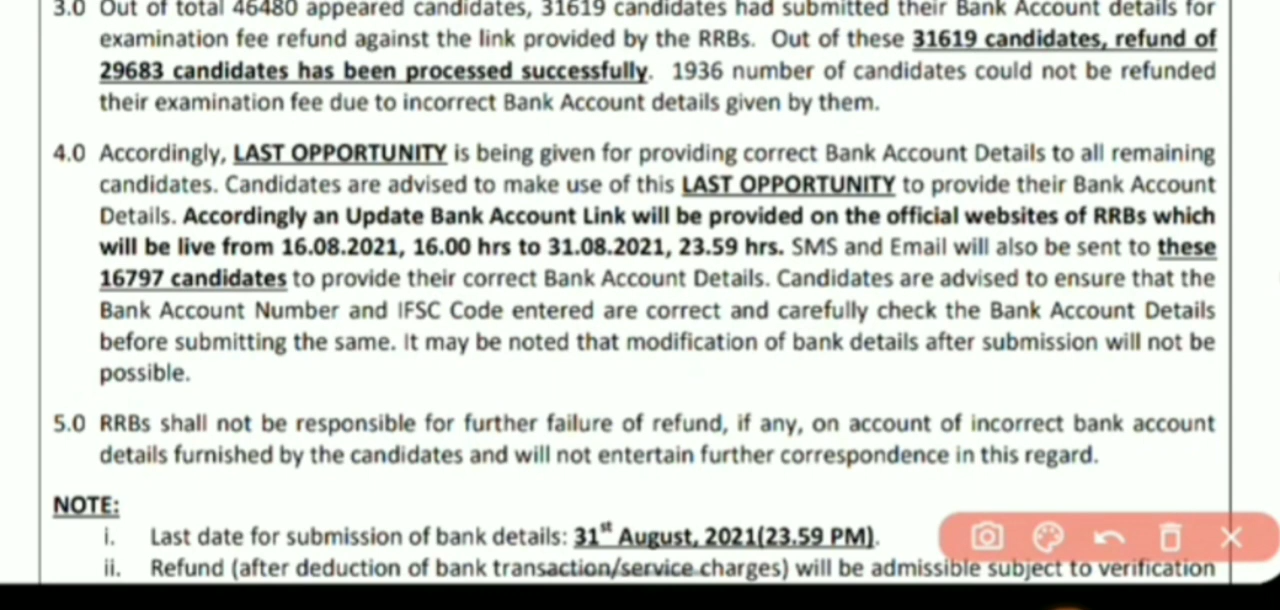 3.0 Out of total 46480 appeared candidates, 31619 candidates had submitted their Bank Account details for
examination fee refund against the link provided by the RRBs. Out of these 31619 candidates, refund of
29683 candidates has been processed successfully. 1936 number of candidates could not be refunded
their examination fee due to incorrect Bank Account details given by them.
4.0 Accordingly, LAST OPPORTUNITY is being given for providing correct Bank Account Details to all remaining
candidates. Candidates are advised to make use of this LAST OPPORTUNITY to provide their Bank Account
Details. Accordingly an Update Bank Account Link will be provided on the official websites of RRBs which
will be live from 16.08.2021, 16.00 hrs to 31.08.2021, 23.59 hrs. SMS and Email will also be sent to these
16797 candidates to provide their correct Bank Account Details. Candidates are advised to ensure that the
Bank Account Number and IFSC Code entered are correct and carefully check the Bank Account Details
before submitting the same. It may be noted that modification of bank details after submission will not be
possible.
5.0 RRBs shall not be responsible for further failure of refund, if any, on account of incorrect bank account
details furnished by the candidates and will not entertain further correspondence in this regard.
NOTE:
i. Last date for submission of bank details: 31st August, 2021(23.59 PM).
ii. Refund (after deduction of bank transaction/service charges) will be admissible subject to verification